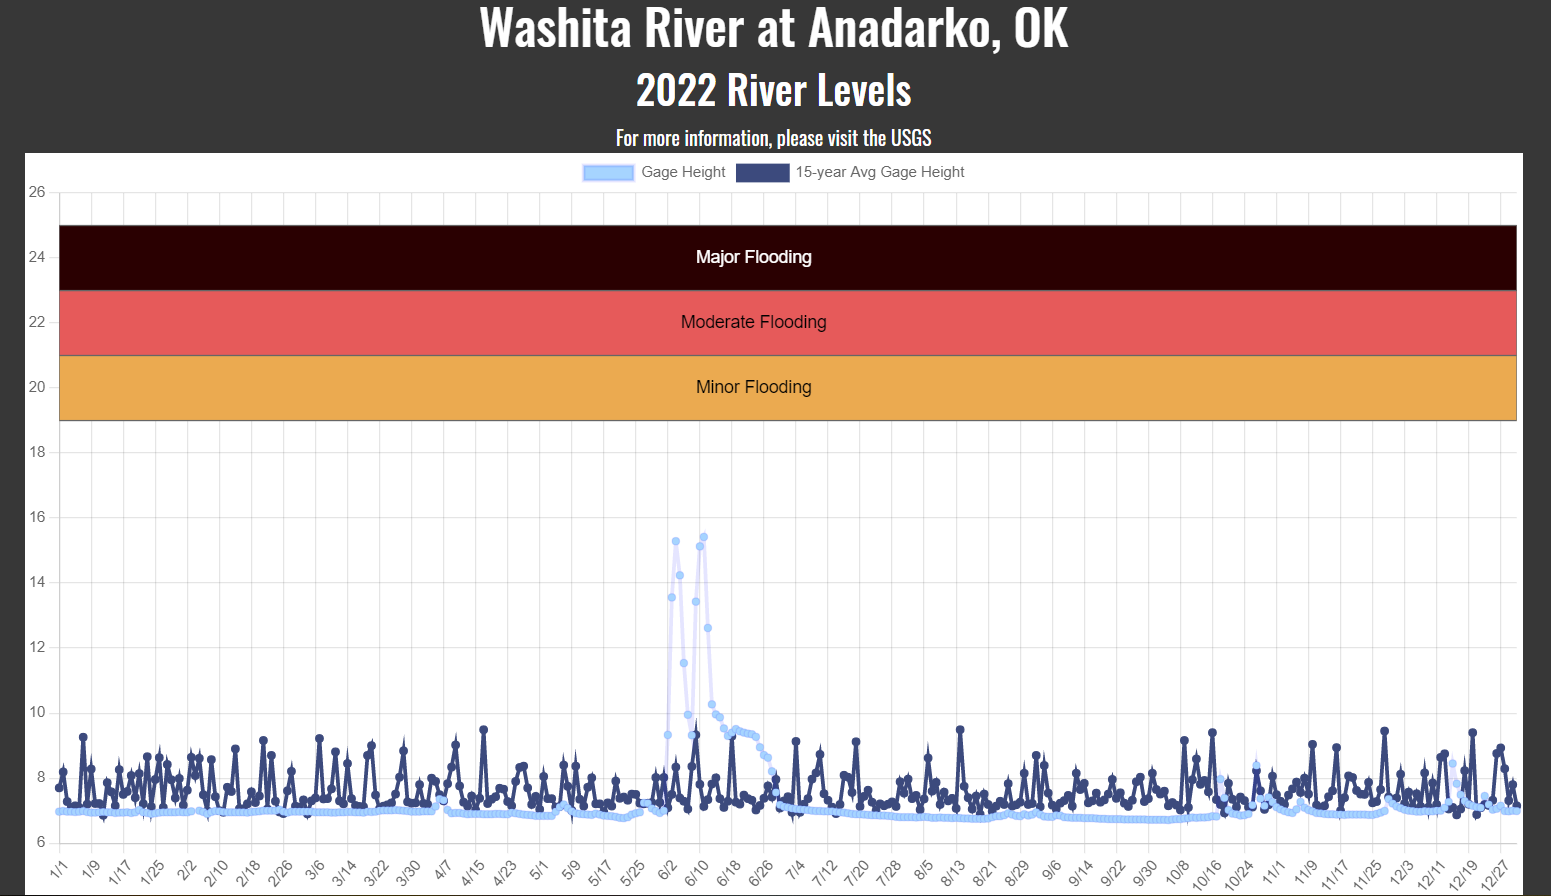 Washita River at Anadarko, OK
2022 River Levels
For more information, please visit the USGS
Gage Height 15-year Avg Gage Height
26
24
22
20
18
16
14
12
10
8
6
Major Flooding
Moderate Flooding
Minor Flooding
1/1 1/9 1/17 1/25 2/2 2/10 2/18 2/26 3/6 3/14 3/22 3/30 4/7 4/15 4/23 5/1 5/9 5/17 5/25 6/2 6/10 6/18 6/26 7/4 7/12 7/20 7/28 8/5 8/13 8/21 8/29 9/6 9/14 9/22 9/30 10/8 10/16 10/24 11/1 11/9 11/17 11/25 12/3 12/11 12/19 12/27